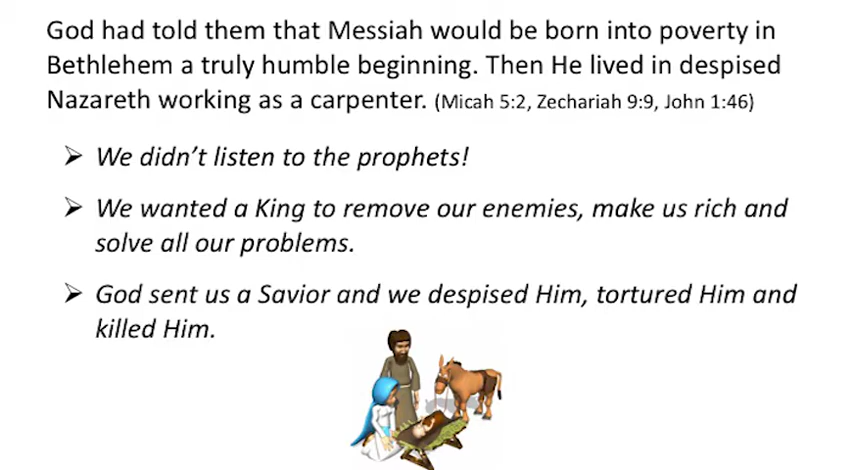 God had told them that Messiah would be born into poverty in
Bethlehem a truly humble beginning. Then He lived in despised
Nazareth working as a carpenter. (Micah 5:2, Zechariah 9:9, John 1:46)
➢ We didn’t listen to the prophets!
➢ We wanted a King to remove our enemies, make us rich and
solve all our problems.
➢ God sent us a Savior and we despised Him, tortured Him and
killed Him.